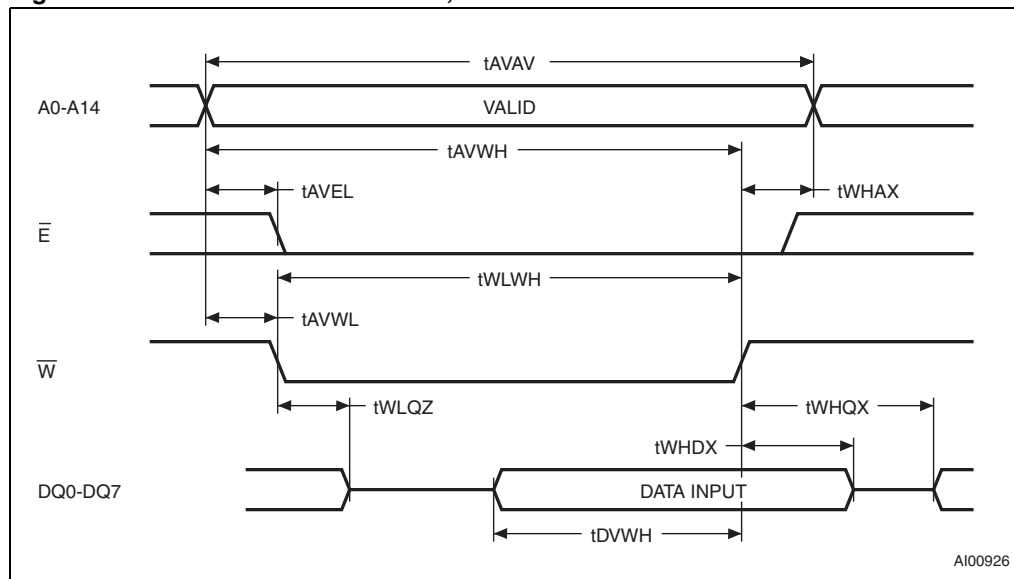 tAVAV
A0-A14
VALID
tAVWH
tAVEL
tWHAX
E̅
tWLWH
tAVWL
W̅
tWLQZ
tWHQX
tWHDX
DQ0-DQ7
DATA INPUT
tDVWH
AI00926